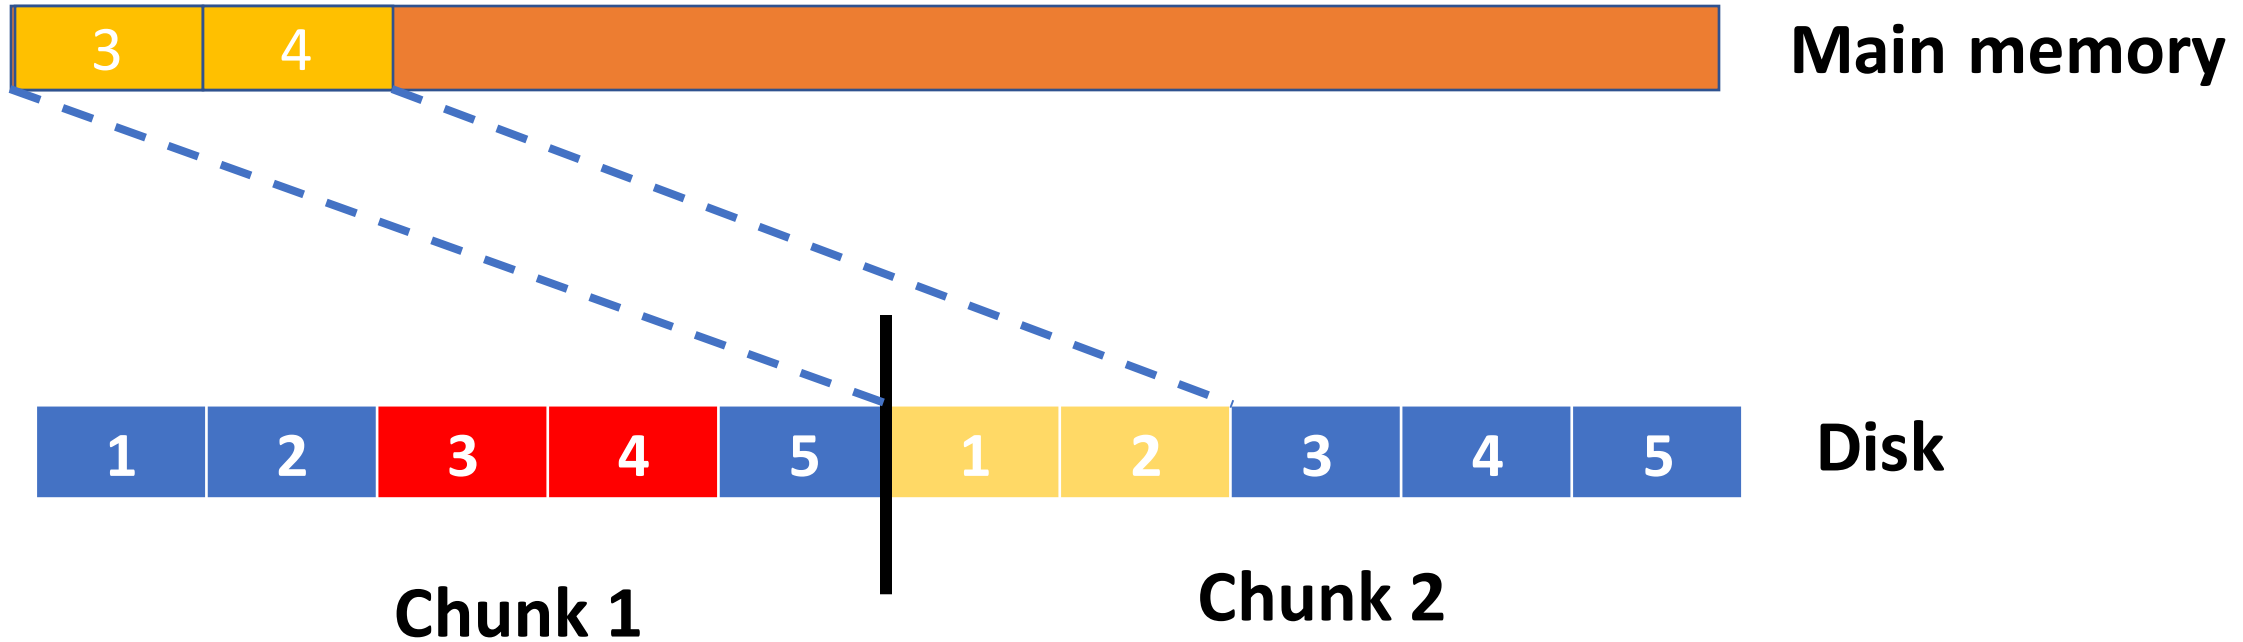 3 4 Main memory
1 2 3 4 5 1 2 3 4 5 Disk
Chunk 1 Chunk 2